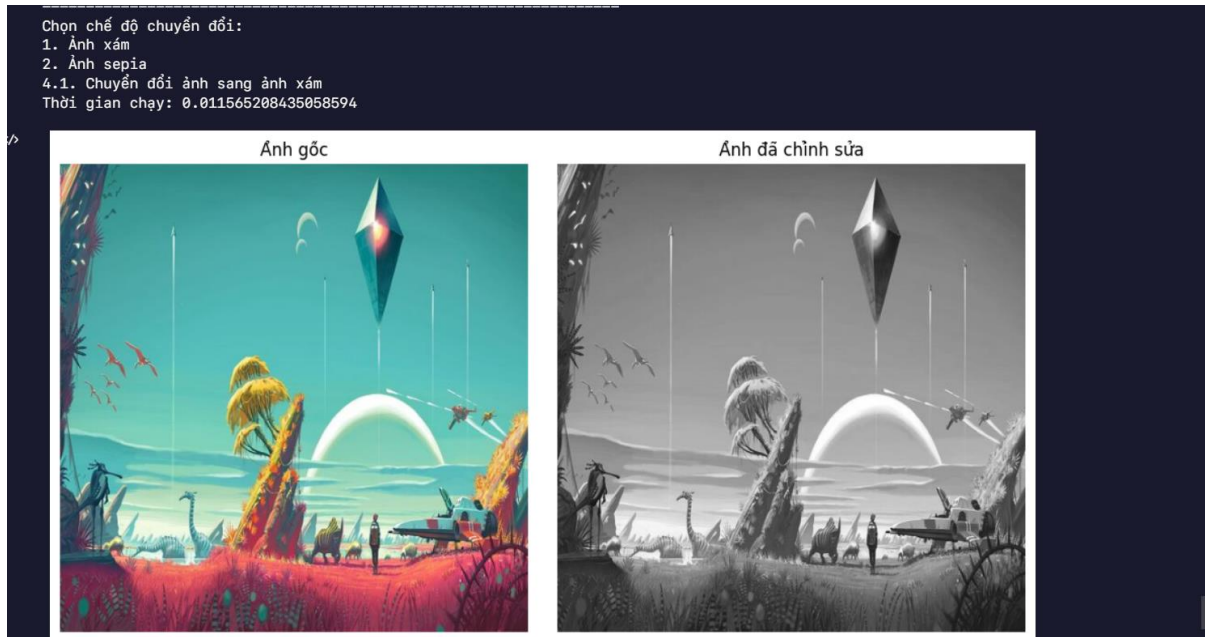 Chọn chế độ chuyển đổi:
1. Ảnh xám
2. Ảnh sepia
4.1. Chuyển đổi ảnh sang ảnh xám
Thời gian chạy: 0.011565208435058594
</>
Ảnh gốc
Ảnh đã chỉnh sửa